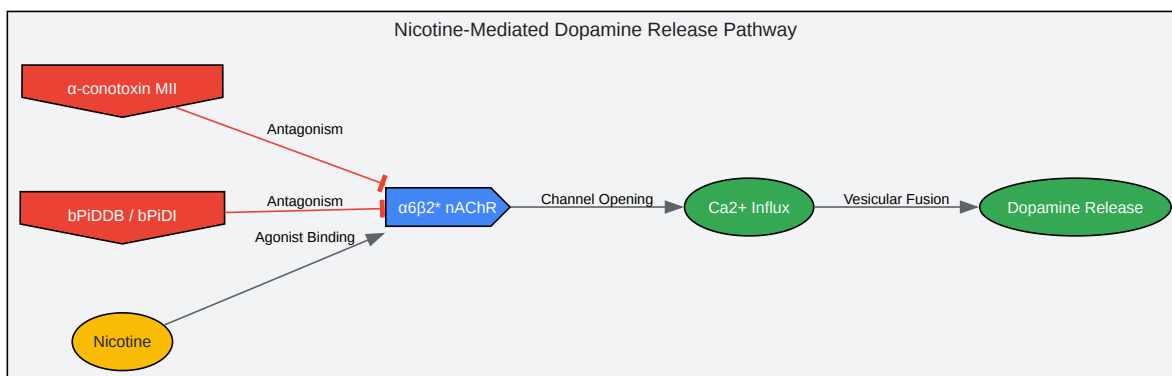 Nicotine-Mediated Dopamine Release Pathway
α-conotoxin MII
Antagonism
bPiDDB / bPiDI
Antagonism
α6β2* nAChR
Channel Opening
Ca2+ Influx
Vesicular Fusion
Dopamine Release
Agonist Binding
Nicotine